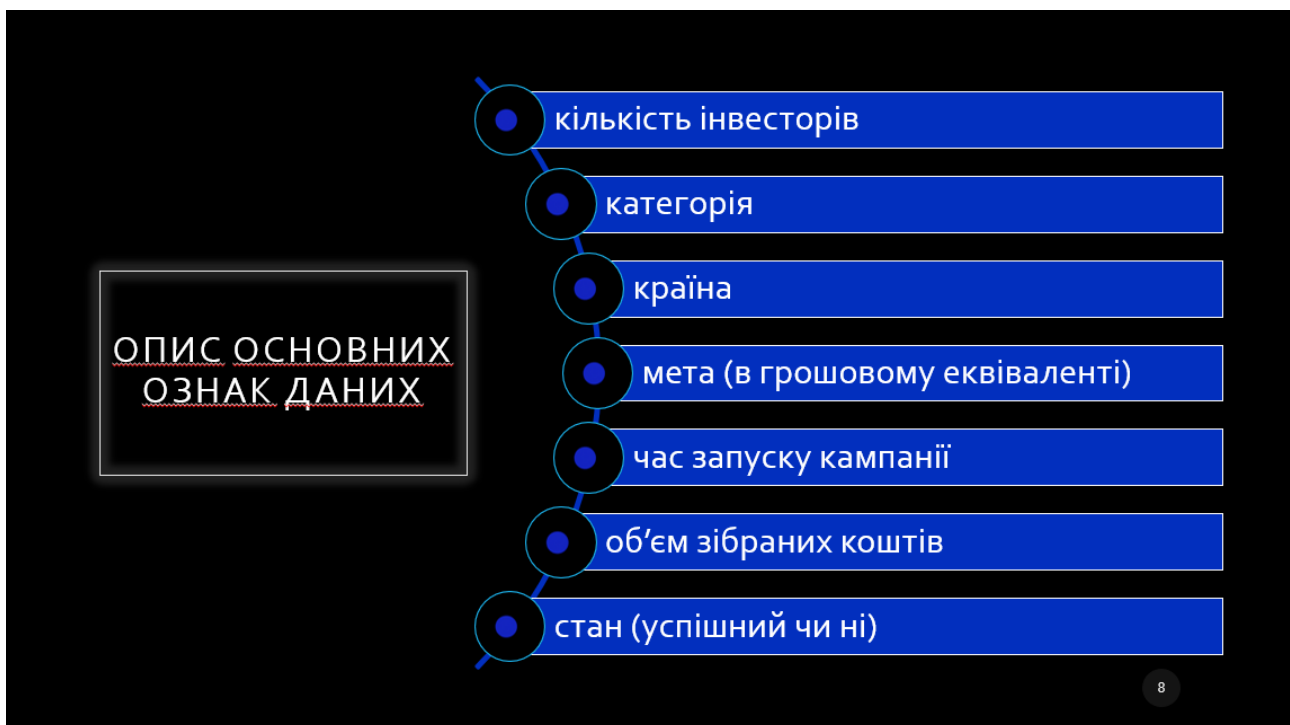 ОПИС ОСНОВНИХ
ОЗНАК ДАНИХ
кількість інвесторів
категорія
країна
мета (в грошовому еквіваленті)
час запуску кампанії
об’єм зібраних коштів
стан (успішний чи ні)
8